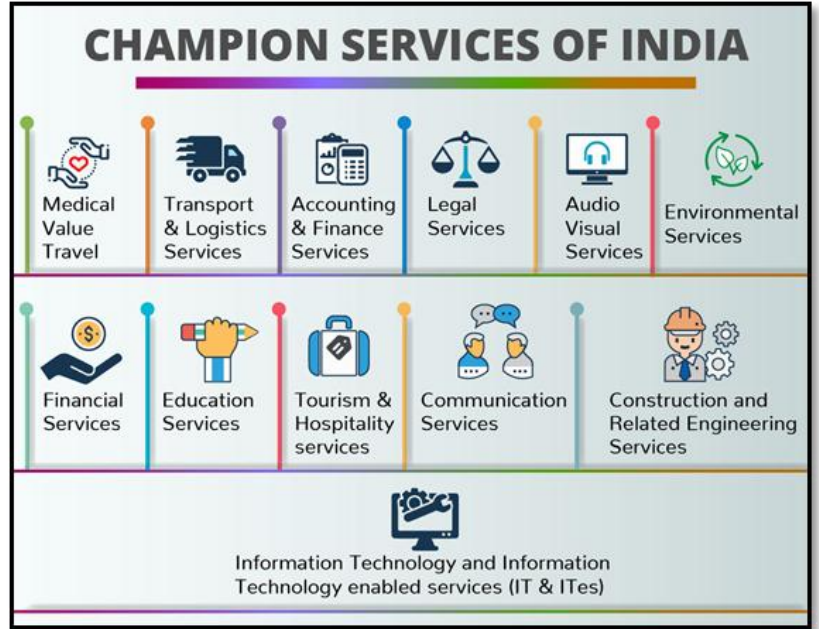 CHAMPION SERVICES OF INDIA
Medical
Value
Travel
Transport
& Logistics
Services
Accounting
& Finance
Services
Legal
Services
Audio
Visual
Services
Environmental
Services
$
Financial
Services
Education
Services
Tourism &
Hospitality
services
Communication
Services
Construction and
Related Engineering
Services
Information Technology and Information
Technology enabled services (IT & ITes)